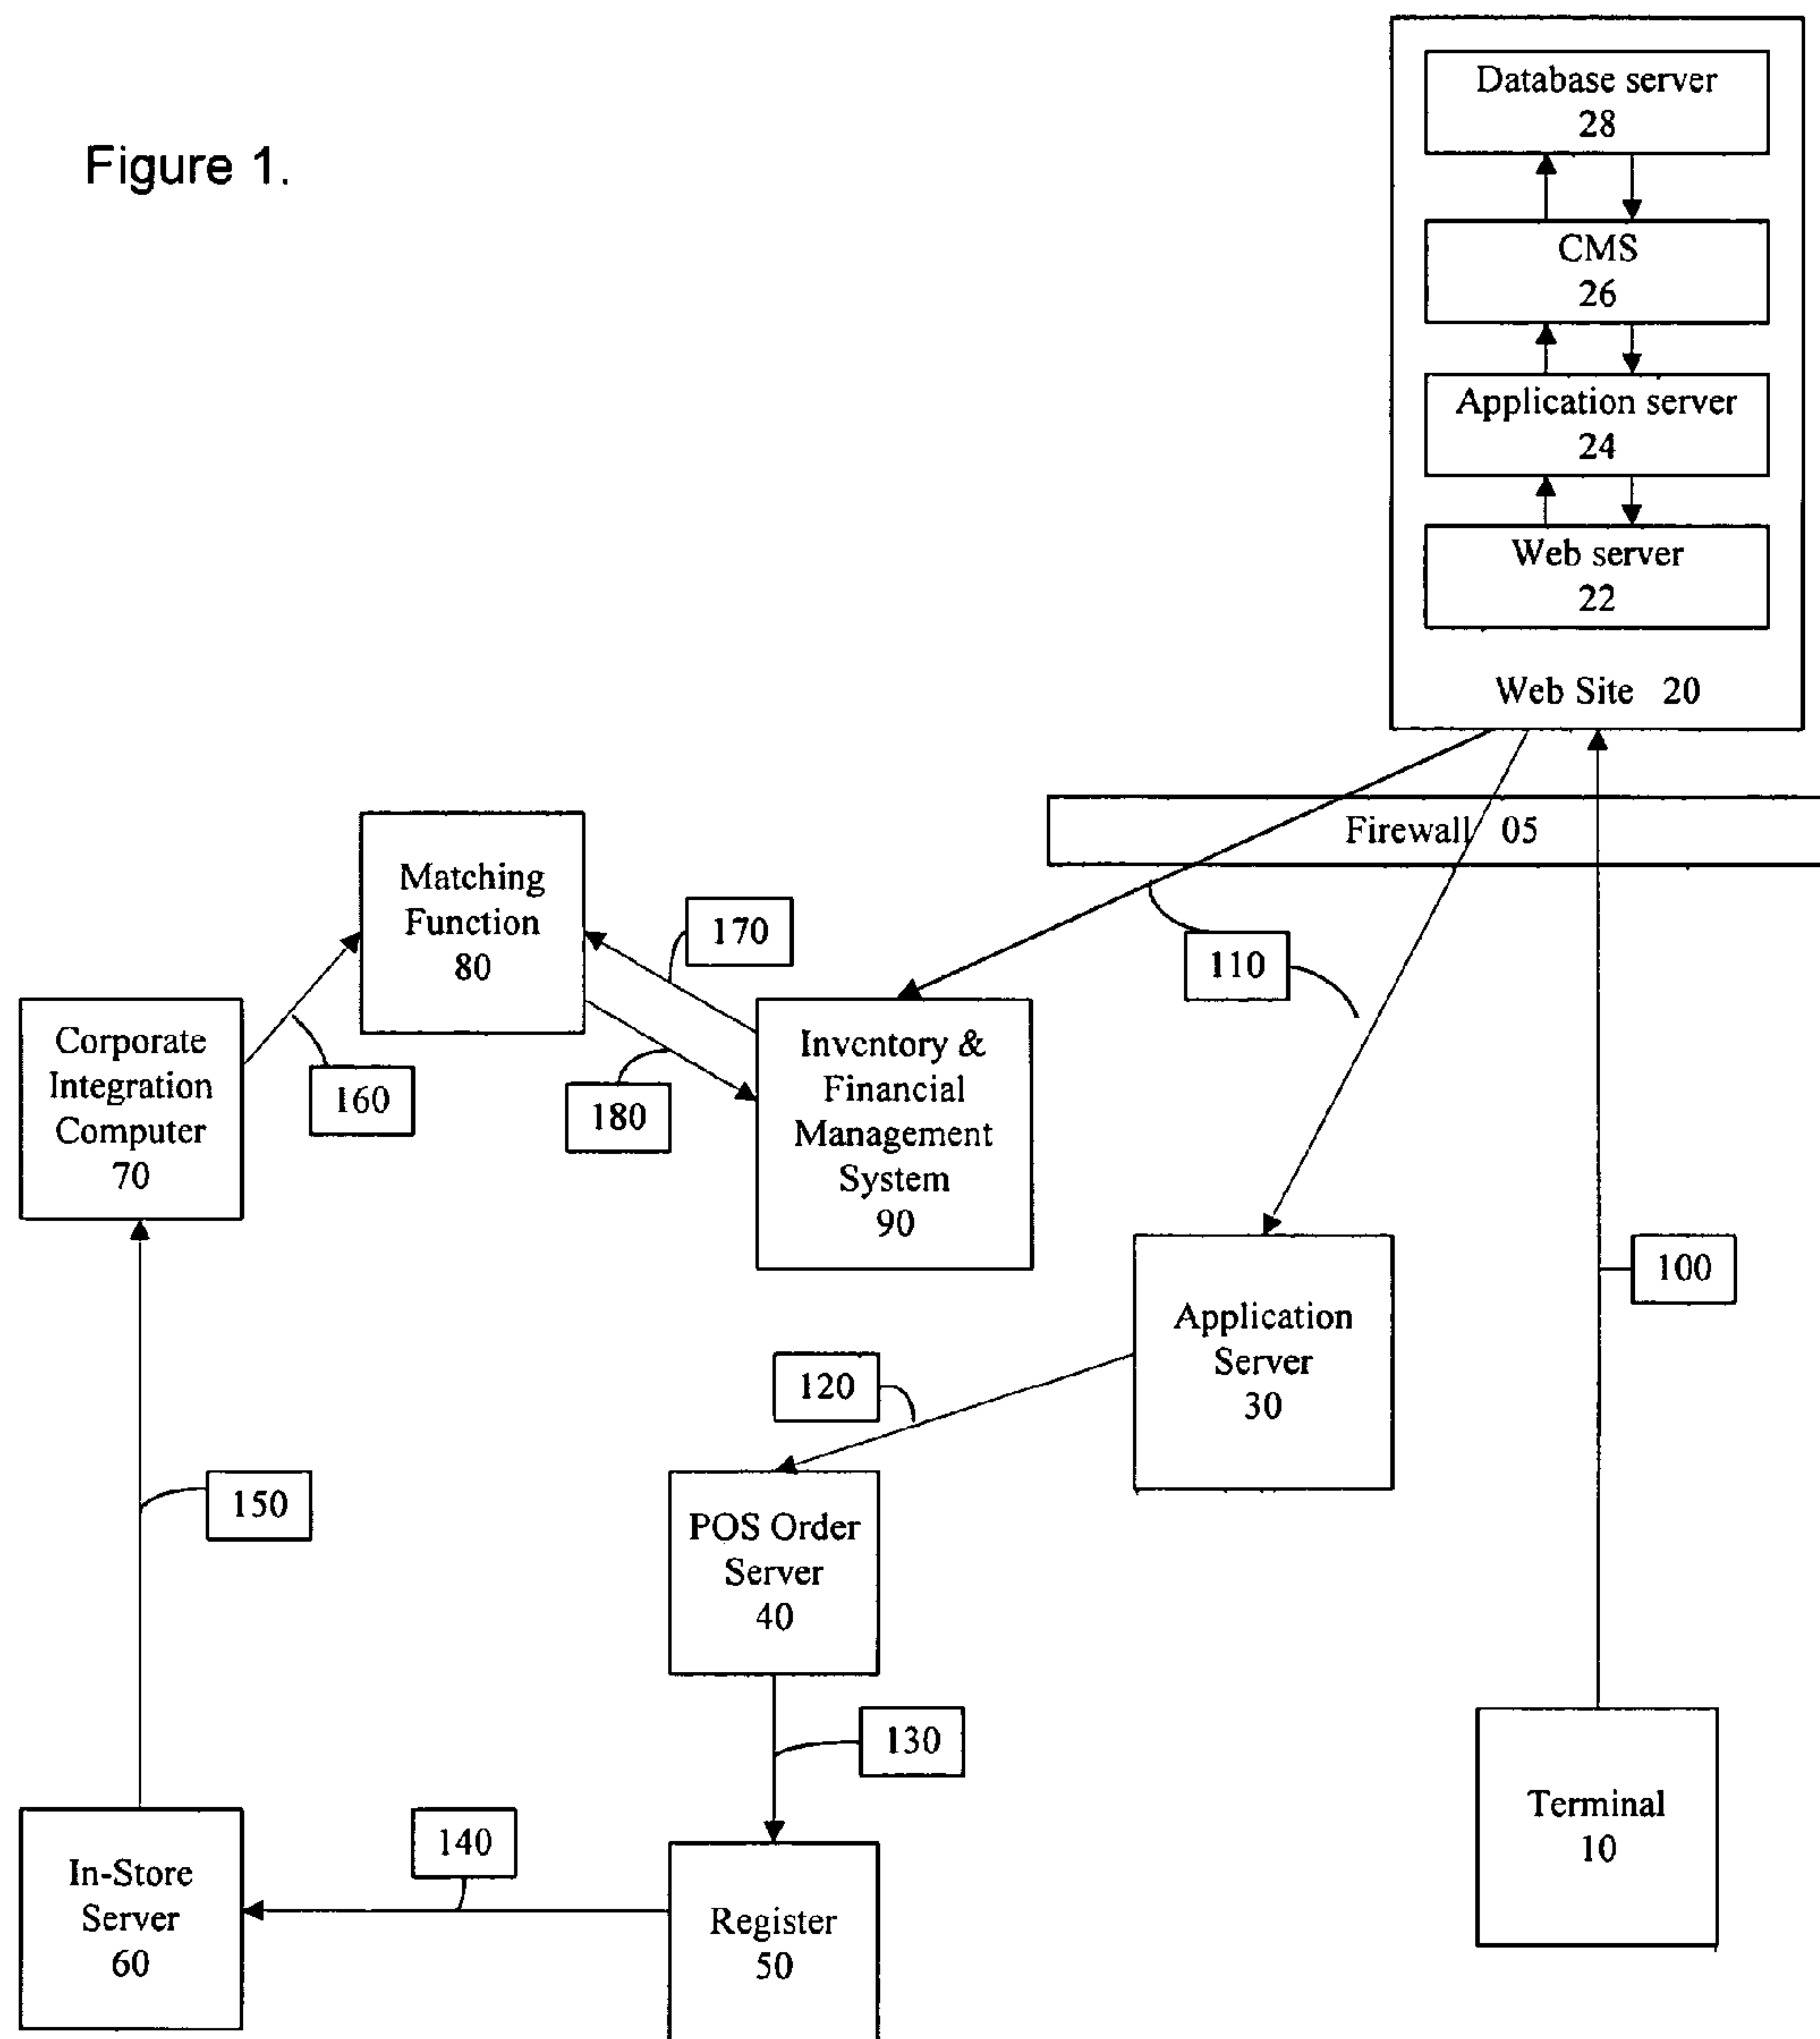 Figure 1.
Database server
28
CMS
26
Application server
24
Web server
22
Web Site 20
Firewall 05
Matching
Function
80
170
110
Corporate
Integration
Computer
70
160
180
Inventory &
Financial
Management
System
90
100
Application
Server
30
120
150
POS Order
Server
40
130
Terminal
10
140
In-Store
Server
60
Register
50